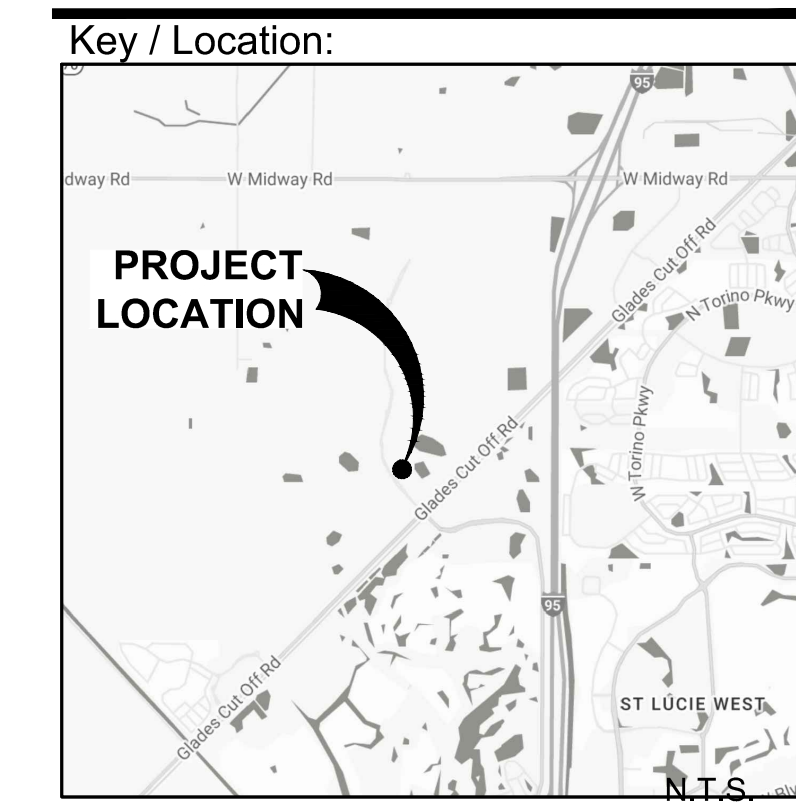 Key / Location:
95
dway Rd
W Midway Rd
W Midway Rd
Glades Cut Off Rd
PROJECT
LOCATION
N Torino Pkwy
W Torino Pkwy
Glades Cut Off Rd
95
Glades Cut Off Rd
ST LUCIE WEST
N.T.S.